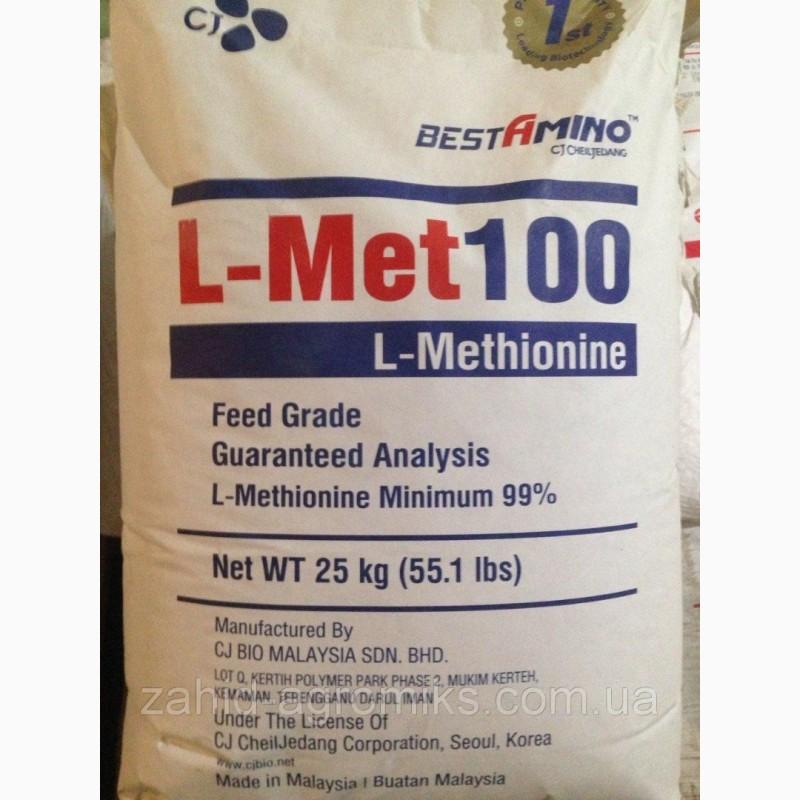 CJ
1st
Leading Biotechnology
BESTAMINO™
CJ CHEILJEDANG
L-Met100
L-Methionine
Feed Grade
Guaranteed Analysis
L-Methionine Minimum 99%
Net WT 25 kg (55.1 lbs)
Manufactured By
CJ BIO MALAYSIA SDN. BHD.
LOT Q, KERTIH POLYMER PARK PHASE 2, MUKIM KERTEH,
KEMAMAN, TERENGGANU DARUL IMAN
zahid-agromiks.com.ua
Under The License Of
CJ CheilJedang Corporation, Seoul, Korea
www.cjbio.net
Made in Malaysia I Buatan Malaysia